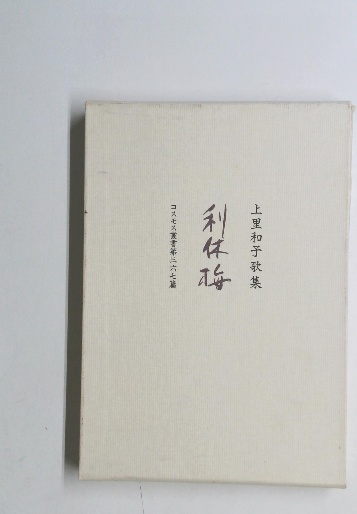 上里和子歌集
利休梅
コスモス叢書第三六七篇